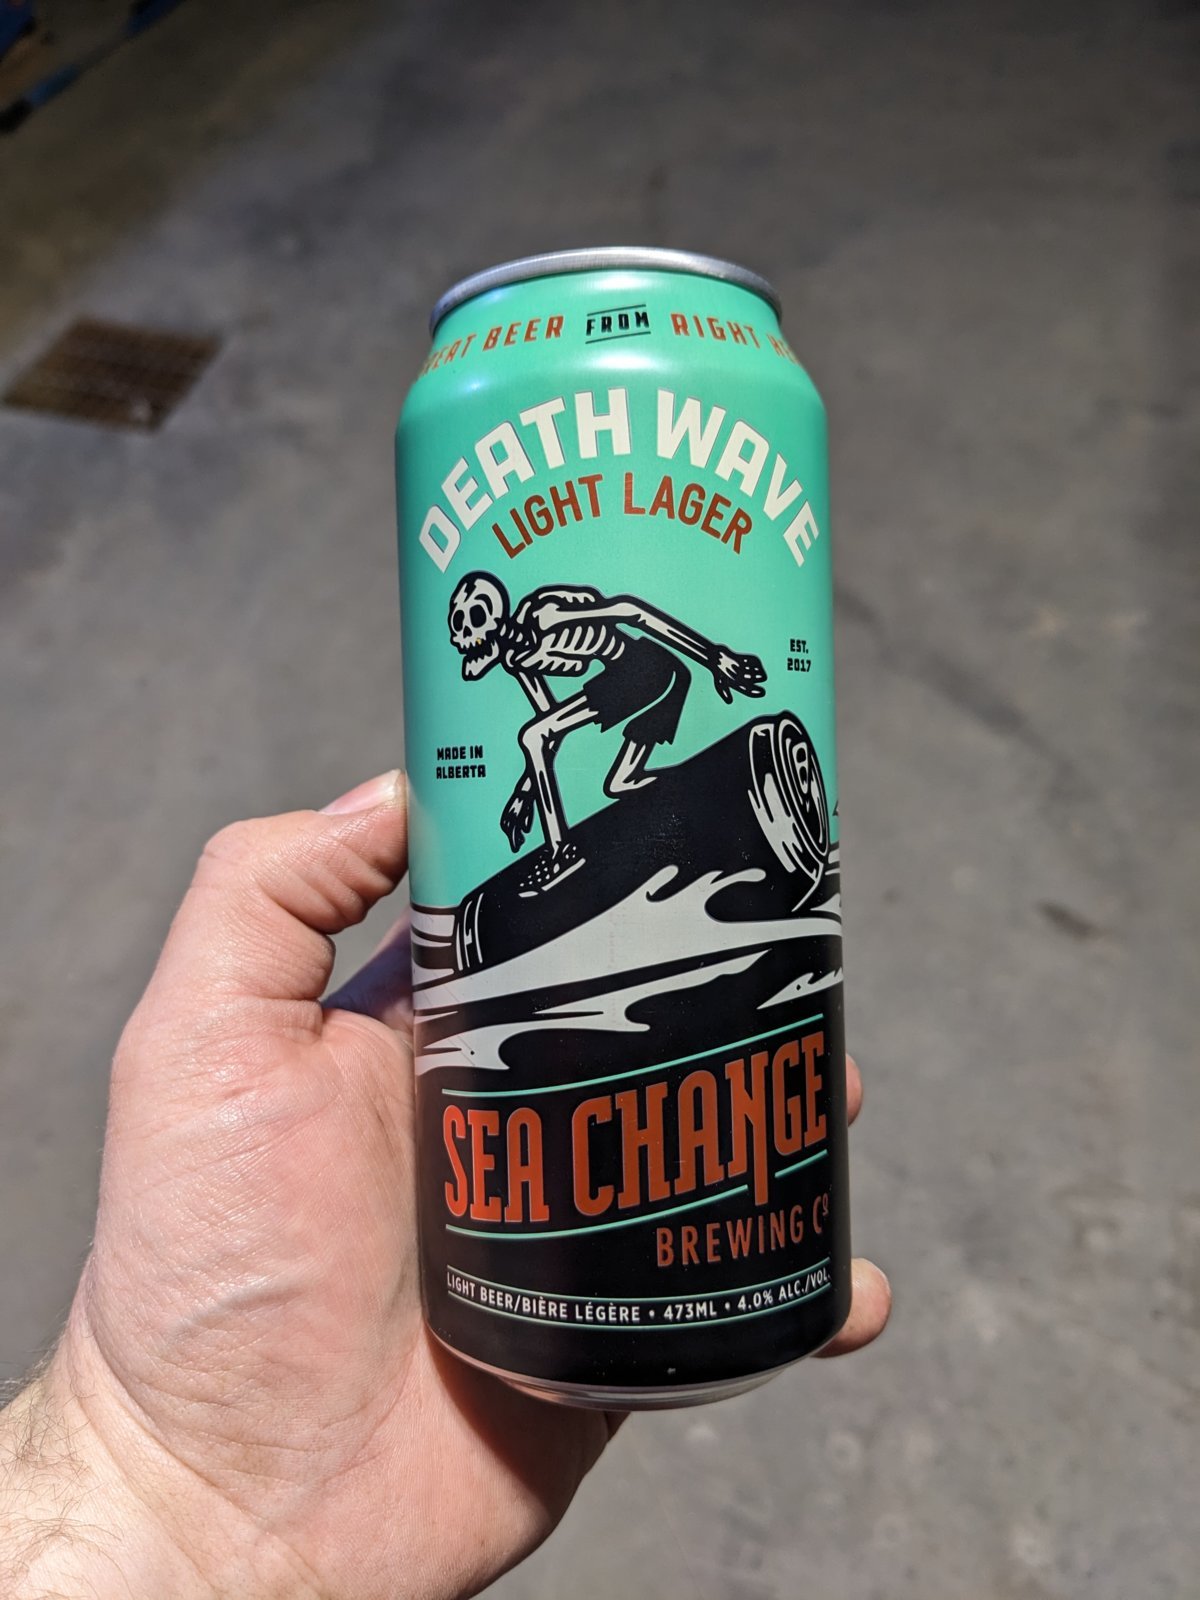 BEER FROM RIGHT
DEATH WAVE
LIGHT LAGER
EST.
2017
MADE IN
ALBERTA
SEA CHANGE
BREWING Cº
LIGHT BEER/BIÈRE LÉGÈRE • 473ML • 4.0% ALC./VOL.